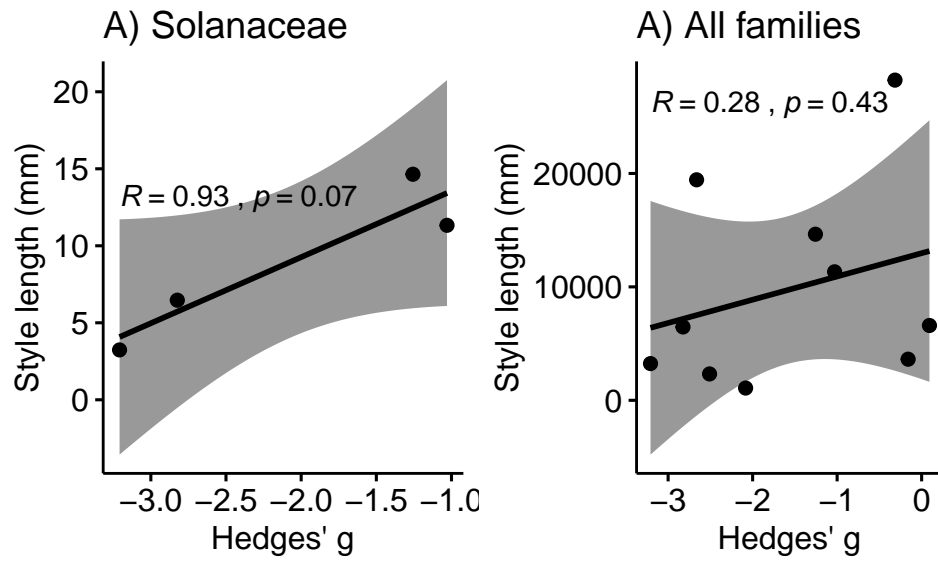 A) Solanaceae
20
15
10
5
0
R = 0.93 , p = 0.07
Style length (mm)
−3.0 −2.5 −2.0 −1.5 −1.0
Hedges' g
A) All families
20000
10000
0
R = 0.28 , p = 0.43
Style length (mm)
−3 −2 −1 0
Hedges' g